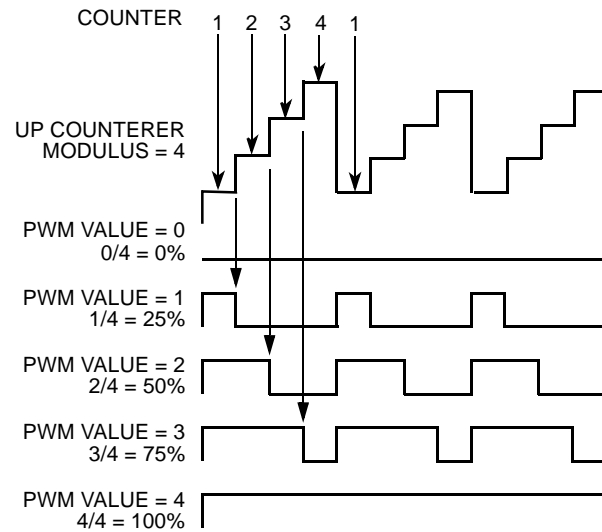 COUNTER 1 2 3 4 1
UP COUNTERER
MODULUS = 4
PWM VALUE = 0
0/4 = 0%
PWM VALUE = 1
1/4 = 25%
PWM VALUE = 2
2/4 = 50%
PWM VALUE = 3
3/4 = 75%
PWM VALUE = 4
4/4 = 100%